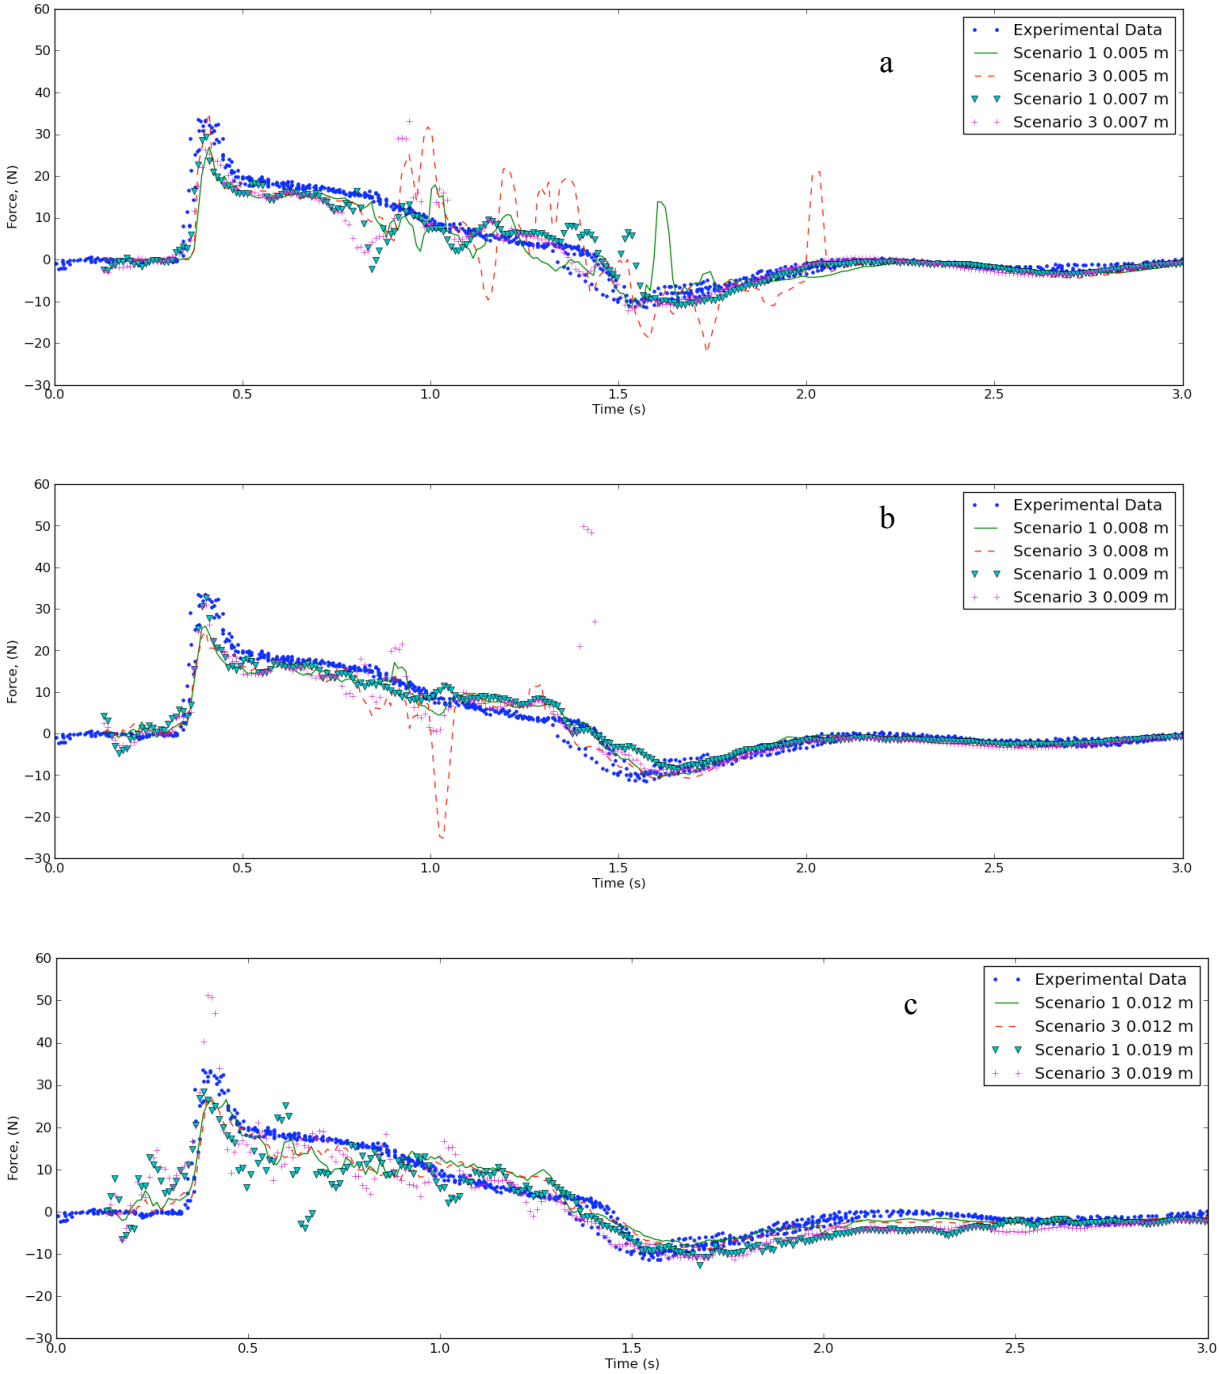 60
50
40
30
20
10
0
−10
−20
−30
Force, (N)
a
Experimental Data
Scenario 1 0.005 m
Scenario 3 0.005 m
Scenario 1 0.007 m
Scenario 3 0.007 m
0.0 0.5 1.0 1.5 2.0 2.5 3.0
Time (s)
60
50
40
30
20
10
0
−10
−20
−30
Force, (N)
b
Experimental Data
Scenario 1 0.008 m
Scenario 3 0.008 m
Scenario 1 0.009 m
Scenario 3 0.009 m
0.0 0.5 1.0 1.5 2.0 2.5 3.0
Time (s)
60
50
40
30
20
10
0
−10
−20
−30
Force, (N)
c
Experimental Data
Scenario 1 0.012 m
Scenario 3 0.012 m
Scenario 1 0.019 m
Scenario 3 0.019 m
0.0 0.5 1.0 1.5 2.0 2.5 3.0
Time (s)